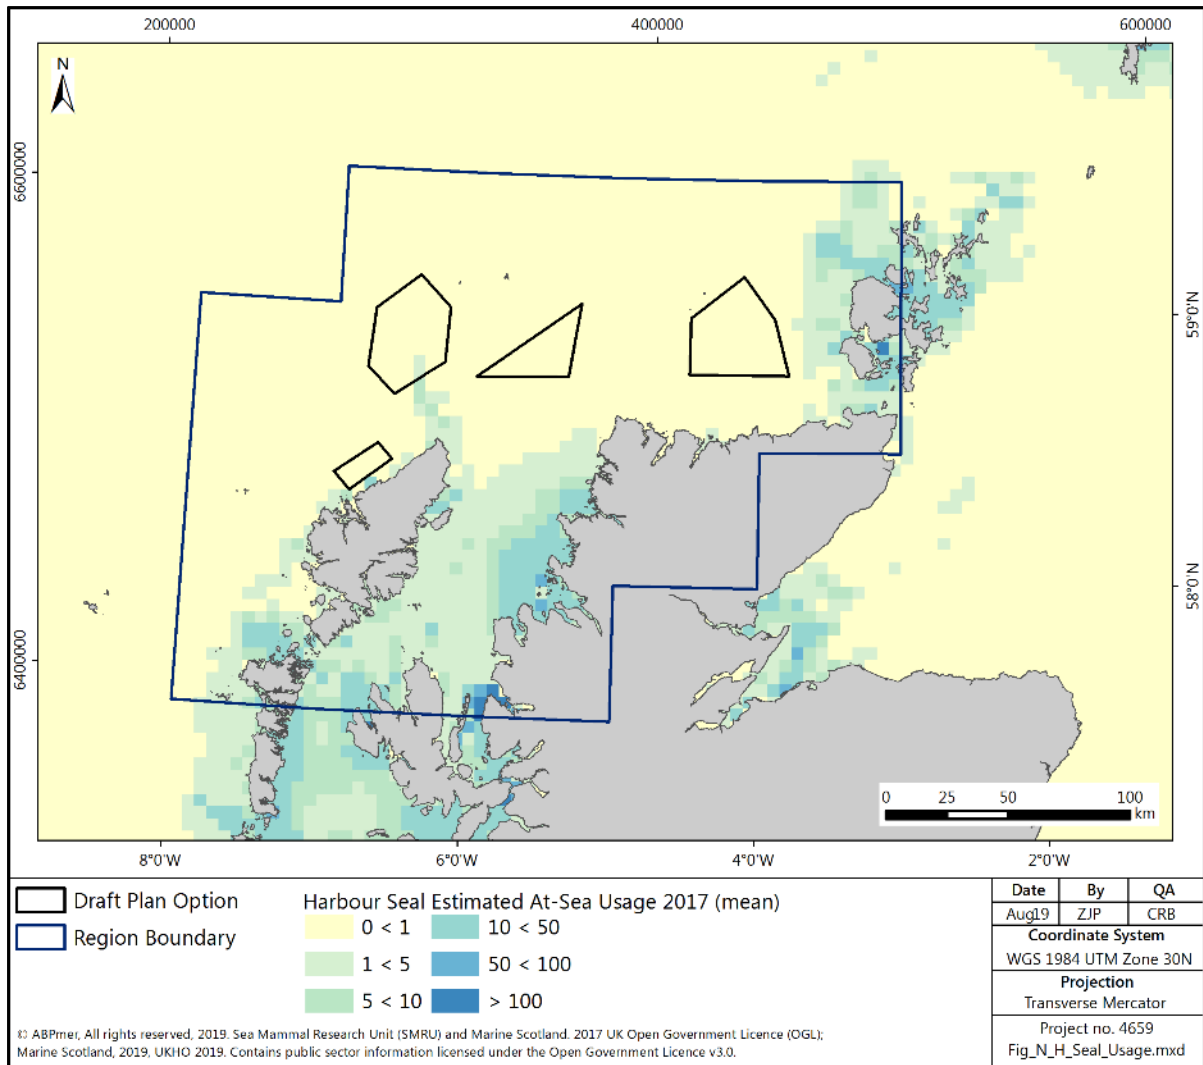 200000 400000 600000
N
6600000
6400000
59°0'N
58°0'N
0 25 50 100
km
8°0'W 6°0'W 4°0'W 2°0'W
Draft Plan Option
Region Boundary
Harbour Seal Estimated At-Sea Usage 2017 (mean)
0 < 1 10 < 50
1 < 5 50 < 100
5 < 10 > 100
Date By QA
Aug19 ZJP CRB
Coordinate System
WGS 1984 UTM Zone 30N
Projection
Transverse Mercator
Project no. 4659
Fig_N_H_Seal_Usage.mxd
© ABPmer, All rights reserved, 2019. Sea Mammal Research Unit (SMRU) and Marine Scotland. 2017 UK Open Government Licence (OGL);
Marine Scotland, 2019, UKHO 2019. Contains public sector information licensed under the Open Government Licence v3.0.